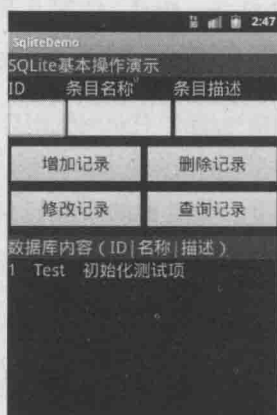 2:47
SqliteDemo
SQLite基本操作演示
ID 条目名称 条目描述
增加记录 删除记录
修改记录 查询记录
数据库内容（ID|名称|描述）
1 Test 初始化测试项